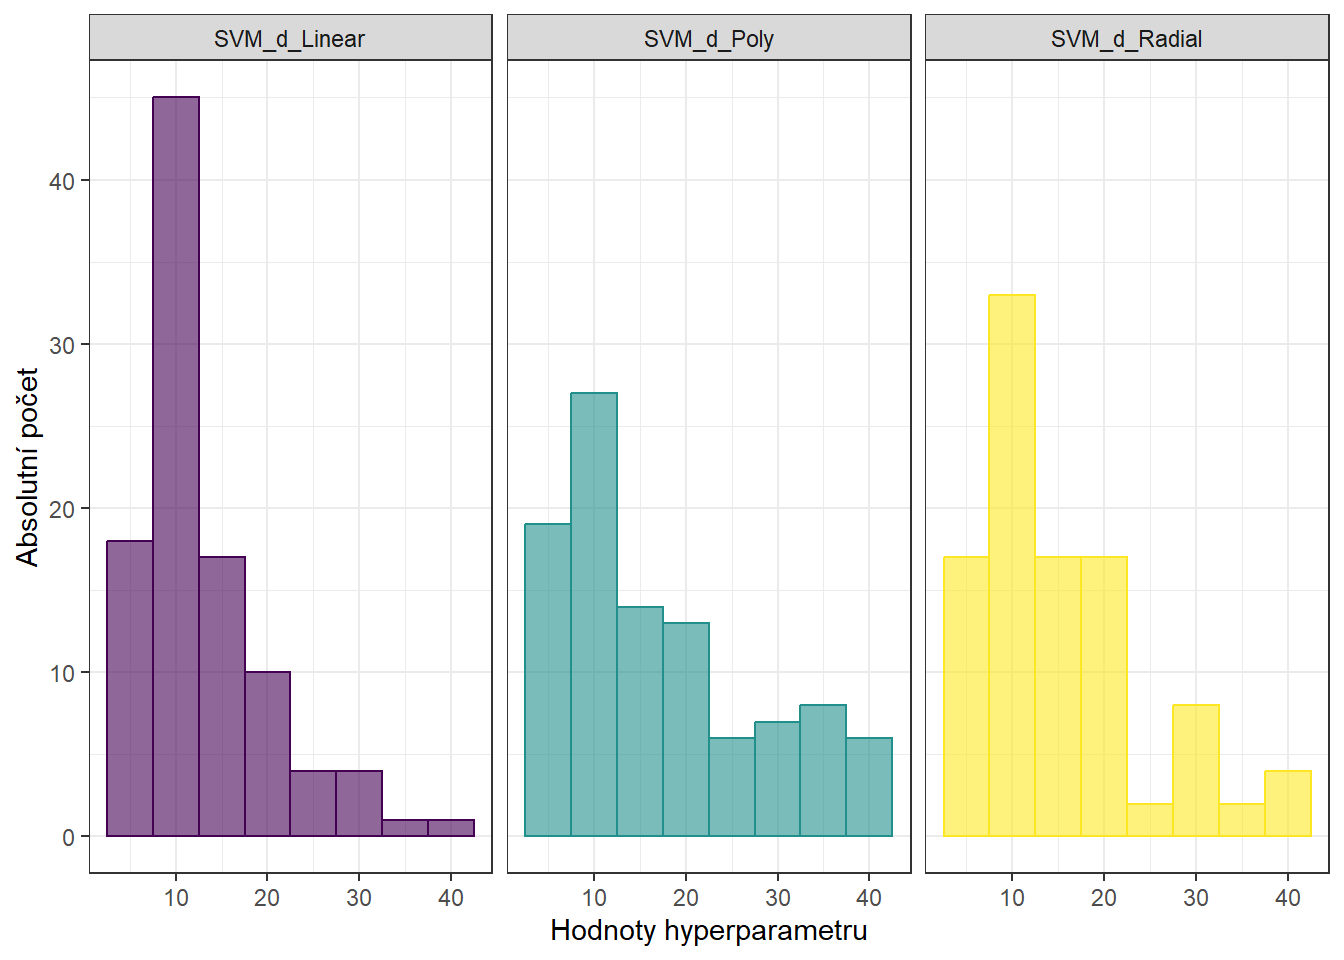 SVM_d_Linear SVM_d_Poly SVM_d_Radial
40
30
20
10
0
Absolutní počet
10 20 30 40 10 20 30 40 10 20 30 40
Hodnoty hyperparametru